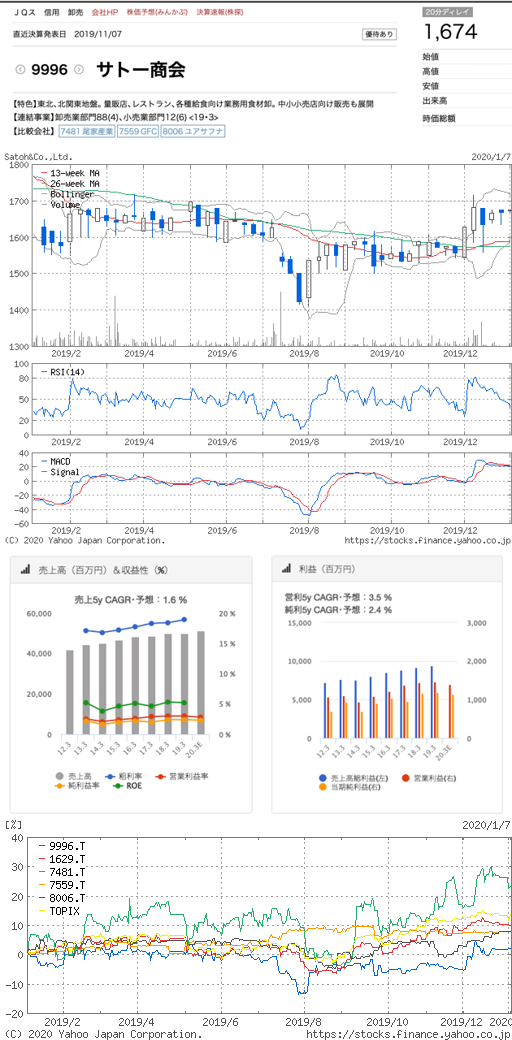 JQス 信用 卸売 会社HP 株価予想(みんかぶ) 決算速報(株探)
20分ディレイ
直近決算発表日 2019/11/07
優待あり
1,674
9996 サトー商会
始値
高値
安値
出来高
時価総額
【特色】東北、北関東地盤。量販店、レストラン、各種給食向け業務用食材卸。中小小売店向け販売も展開
【連結事業】卸売業部門88(4)、小売業部門12(6) <19・3>
【比較会社】 7481 尾家産業 7559 GFC 8006 ユアサフナ
Satoh&Co.,Ltd. 2020/1/7
1800
1700
1600
1500
1400
1300
13-week MA
26-week MA
Bollinger
Volume
2019/2 2019/4 2019/6 2019/8 2019/10 2019/12
100
80
50
20
0
RSI(14)
2019/2 2019/4 2019/6 2019/8 2019/10 2019/12
40
20
0
-20
-40
-60
MACD
Signal
2019/2 2019/4 2019/6 2019/8 2019/10 2019/12
(C) 2020 Yahoo Japan Corporation. https://stocks.finance.yahoo.co.jp
売上高（百万円）＆収益性（%）
売上5y CAGR・予想：1.6 %
60,000
40,000
20,000
0
20 %
15 %
10 %
5 %
0 %
12.3 13.3 14.3 15.3 16.3 17.3 18.3 19.3 20.3E
売上高 粗利率 営業利益率
純利益率 ROE
利益（百万円）
営利5y CAGR・予想：3.5 %
純利5y CAGR・予想：2.4 %
15,000
10,000
5,000
0
3,000
2,000
1,000
0
12.3 13.3 14.3 15.3 16.3 17.3 18.3 19.3 20.3E
売上高総利益(左) 営業利益(右)
当期純利益(右)
[%] 2020/1/7
40
30
20
10
0
-10
-20
9996.T
1629.T
7481.T
7559.T
8006.T
TOPIX
2019/2 2019/4 2019/6 2019/8 2019/10 2019/12 2020
(C) 2020 Yahoo Japan Corporation. https://stocks.finance.yahoo.co.jp